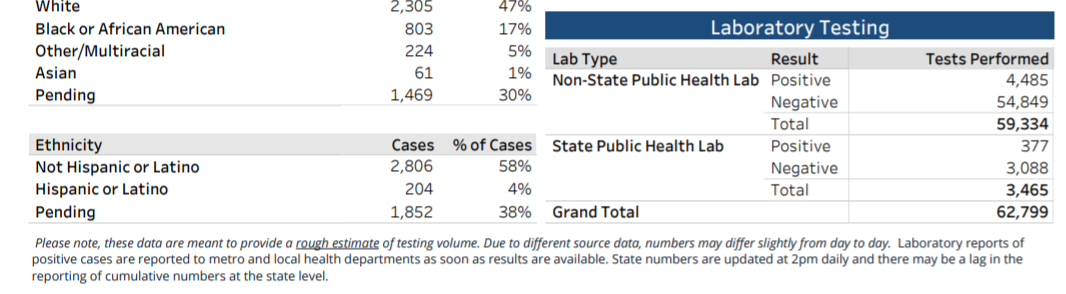 White 2,305 47%
Black or African American 803 17%
Other/Multiracial 224 5%
Asian 61 1%
Pending 1,469 30%
Ethnicity Cases % of Cases
Not Hispanic or Latino 2,806 58%
Hispanic or Latino 204 4%
Pending 1,852 38%
Laboratory Testing
Lab Type Result Tests Performed
Non-State Public Health Lab Positive 4,485
Negative 54,849
Total 59,334
State Public Health Lab Positive 377
Negative 3,088
Total 3,465
Grand Total 62,799
Please note, these data are meant to provide a rough estimate of testing volume. Due to different source data, numbers may differ slightly from day to day. Laboratory reports of
positive cases are reported to metro and local health departments as soon as results are available. State numbers are updated at 2pm daily and there may be a lag in the
reporting of cumulative numbers at the state level.